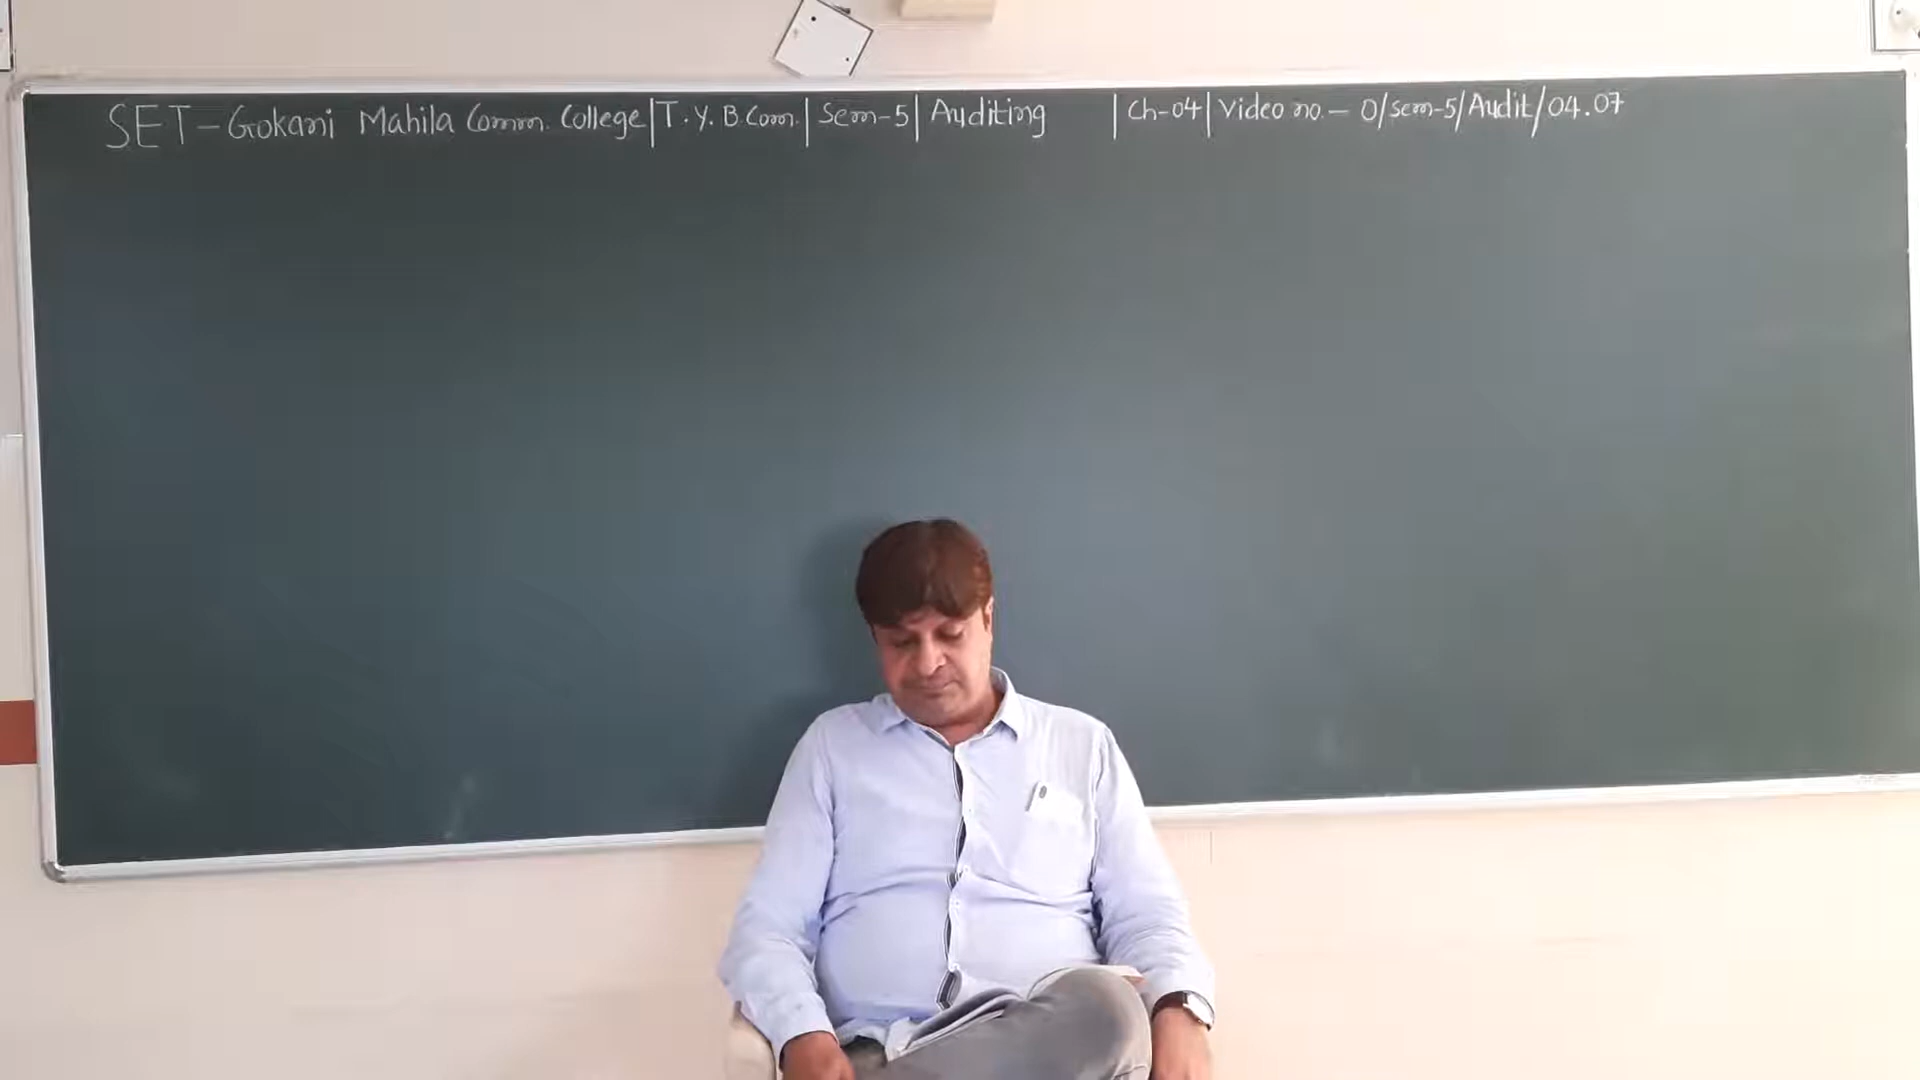 SET-Gokani Mahila Comm. College | T.Y. B.Com. | Sem-5 | Auditing | Ch-04 | Video no. - 0/Sem-5/Audit/04.07